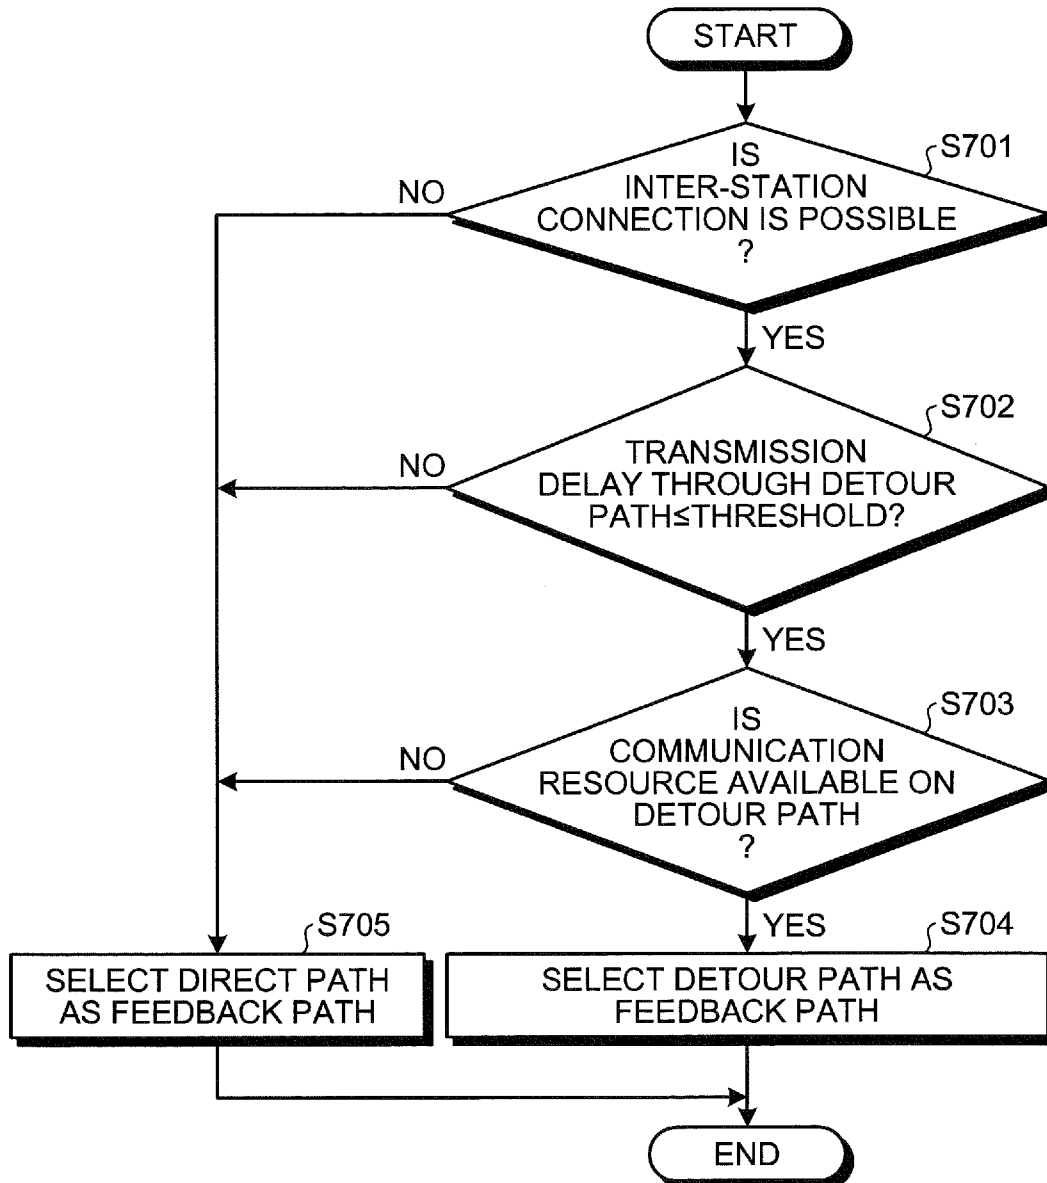 START
S701
IS
INTER-STATION
CONNECTION IS POSSIBLE
?
NO
YES
S702
TRANSMISSION
DELAY THROUGH DETOUR
PATH≤THRESHOLD?
NO
YES
S703
IS
COMMUNICATION
RESOURCE AVAILABLE ON
DETOUR PATH
?
NO
YES
S705
SELECT DIRECT PATH
AS FEEDBACK PATH
S704
SELECT DETOUR PATH AS
FEEDBACK PATH
END